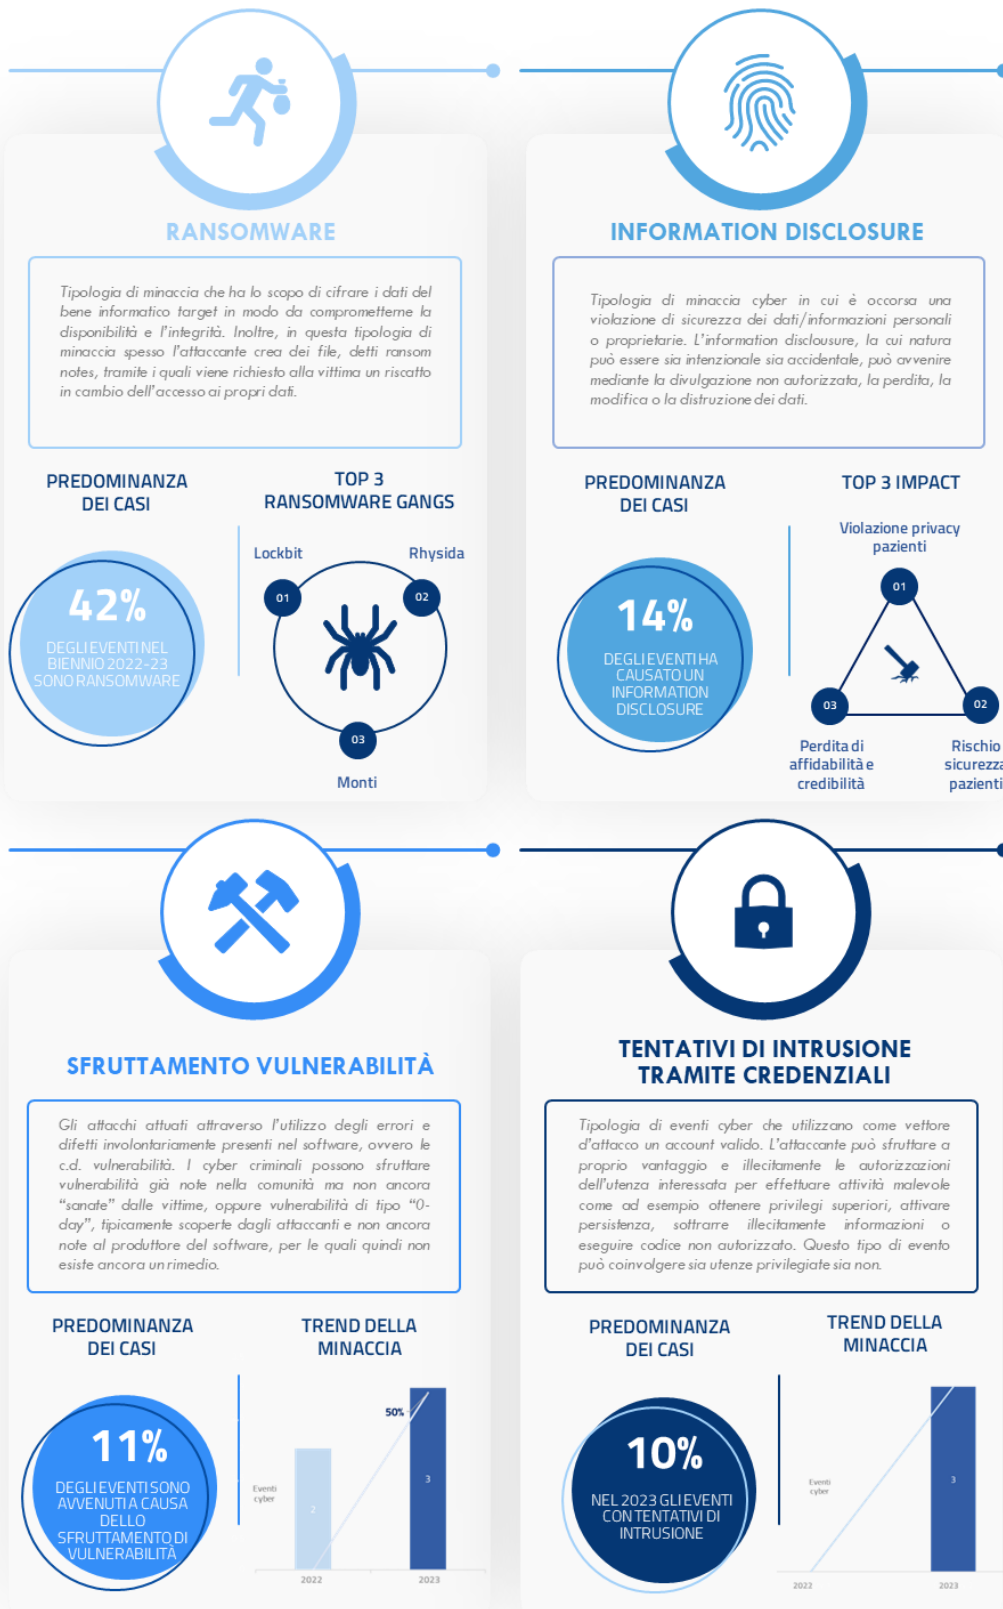 RANSOMWARE
Tipologia di minaccia che ha lo scopo di cifrare i dati del
bene informatico target in modo da comprometterne la
disponibilità e l'integrità. Inoltre, in questa tipologia di
minaccia spesso l'attaccante crea dei file, detti ransom
notes, tramite i quali viene richiesto alla vittima un riscatto
in cambio dell'accesso ai propri dati.
PREDOMINANZA
DEI CASI
42%
DEGLI EVENTI NEL
BIENNIO 2022-23
SONO RANSOMWARE
TOP 3
RANSOMWARE GANGS
Lockbit
Rhysida
01
02
03
Monti
INFORMATION DISCLOSURE
Tipologia di minaccia cyber in cui è occorsa una
violazione di sicurezza dei dati/informazioni personali
o proprietarie. L'information disclousure, la cui natura
può essere sia intenzionale sia accidentale, può avvenire
mediante la divulgazione non autorizzata, la perdita, la
modifica o la distruzione dei dati.
PREDOMINANZA
DEI CASI
14%
DEGLI EVENTI HA
CAUSATO UN
INFORMATION
DISCLOSURE
TOP 3 IMPACT
Violazione privacy
pazienti
01
03
02
Perdita di
affidabilità e
credibilità
Rischio
sicurezza
pazienti
SFRUTTAMENTO VULNERABILITÀ
Gli attacchi attuati attraverso l'utilizzo degli errori e
difetti involontariamente presenti nel software, ovvero le
c.d. vulnerabilità. I cyber criminali possono sfruttare
vulnerabilità già note nella comunità ma non ancora
"sanate" dalle vittime, oppure vulnerabilità di tipo "0-
day", tipicamente scoperte dagli attaccanti e non ancora
note al produttore del software, per le quali quindi non
esiste ancora un rimedio.
PREDOMINANZA
DEI CASI
11%
DEGLI EVENTI SONO
AVVENUTI A CAUSA
DELLO
SFRUTTAMENTO DI
VULNERABILITÀ
TREND DELLA
MINACCIA
50%
Eventi
cyber
2
3
2022
2023
TENTATIVI DI INTRUSIONE
TRAMITE CREDENZIALI
Tipologia di eventi cyber che utilizzano come vettore
d'attacco un account valido. L'attaccante può sfruttare a
proprio vantaggio e illecitamente le autorizzazioni
dell'utenza interessata per effettuare attività malevole
come ad esempio ottenere privilegi superiori, attivare
persistenza, sottrarre illecitamente informazioni o
eseguire codice non autorizzato. Questo tipo di evento
può coinvolgere sia utenze privilegiate sia non.
PREDOMINANZA
DEI CASI
10%
NEL 2023 GLI EVENTI
CON TENTATIVI DI
INTRUSIONE
TREND DELLA
MINACCIA
Eventi
cyber
3
2022
2023